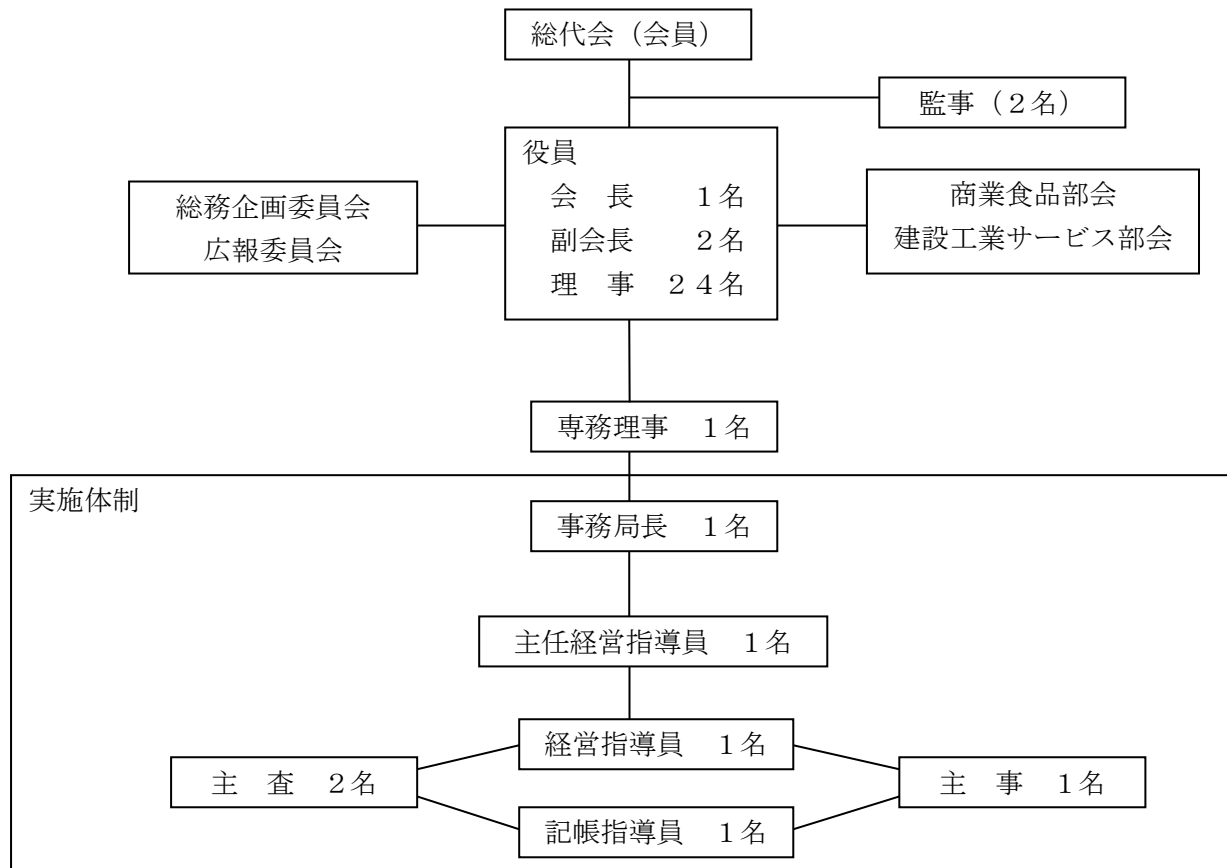 総代会（会員）
監事（２名）
役員
会　長　　１名
副会長　　２名
理　事　２４名
総務企画委員会
広報委員会
商業食品部会
建設工業サービス部会
専務理事　１名
実施体制
事務局長　１名
主任経営指導員　１名
経営指導員　１名
主　査　２名
主　事　１名
記帳指導員　１名